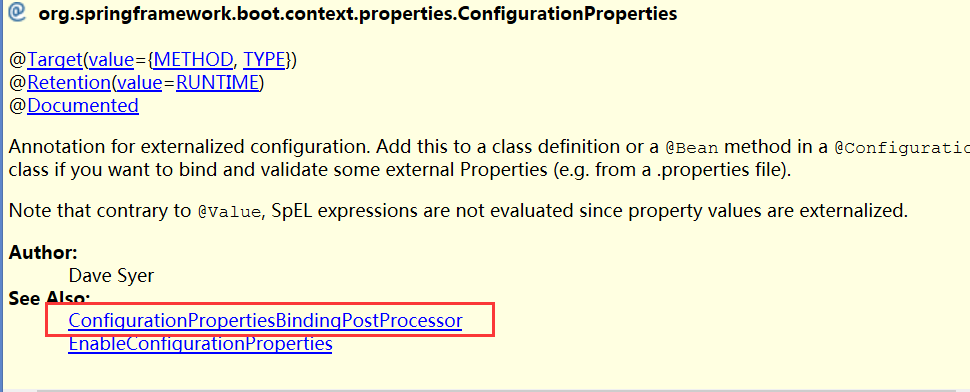 @ org.springframework.boot.context.properties.ConfigurationProperties
@Target(value={METHOD, TYPE})
@Retention(value=RUNTIME)
@Documented
Annotation for externalized configuration. Add this to a class definition or a @Bean method in a @Configuratio
class if you want to bind and validate some external Properties (e.g. from a .properties file).
Note that contrary to @Value, SpEL expressions are not evaluated since property values are externalized.
Author:
Dave Syer
See Also:
ConfigurationPropertiesBindingPostProcessor
EnableConfigurationProperties